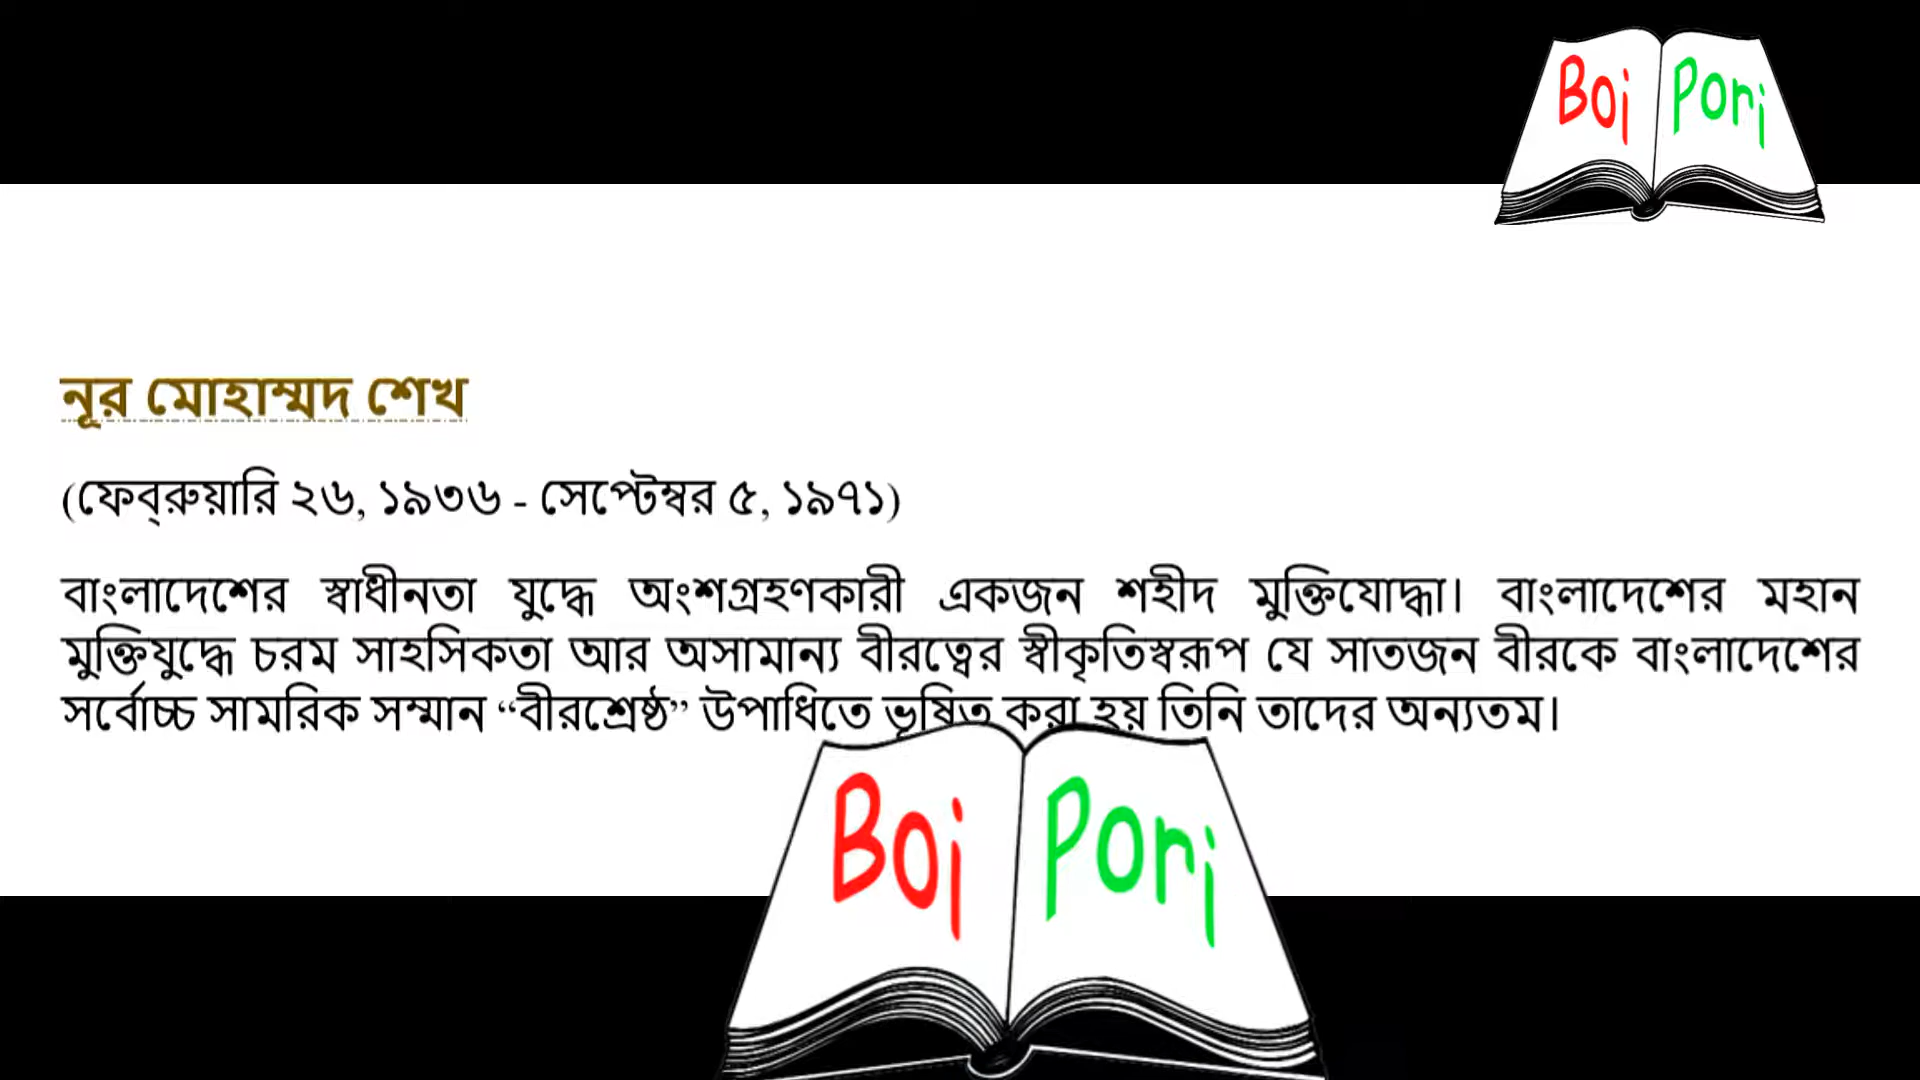 Boi Pori
নূর মোহাম্মদ শেখ
(ফেব্রুয়ারি ২৬, ১৯৩৬ - সেপ্টেম্বর ৫, ১৯৭১)
বাংলাদেশের স্বাধীনতা যুদ্ধে অংশগ্রহণকারী একজন শহীদ মুক্তিযোদ্ধা। বাংলাদেশের মহান
মুক্তিযুদ্ধে চরম সাহসিকতা আর অসামান্য বীরত্বের স্বীকৃতিস্বরূপ যে সাতজন বীরকে বাংলাদেশের
সর্বোচ্চ সামরিক সম্মান “বীরশ্রেষ্ঠ” উপাধিতে ভূষিত করা হয় তিনি তাদের অন্যতম।
Boi Pori